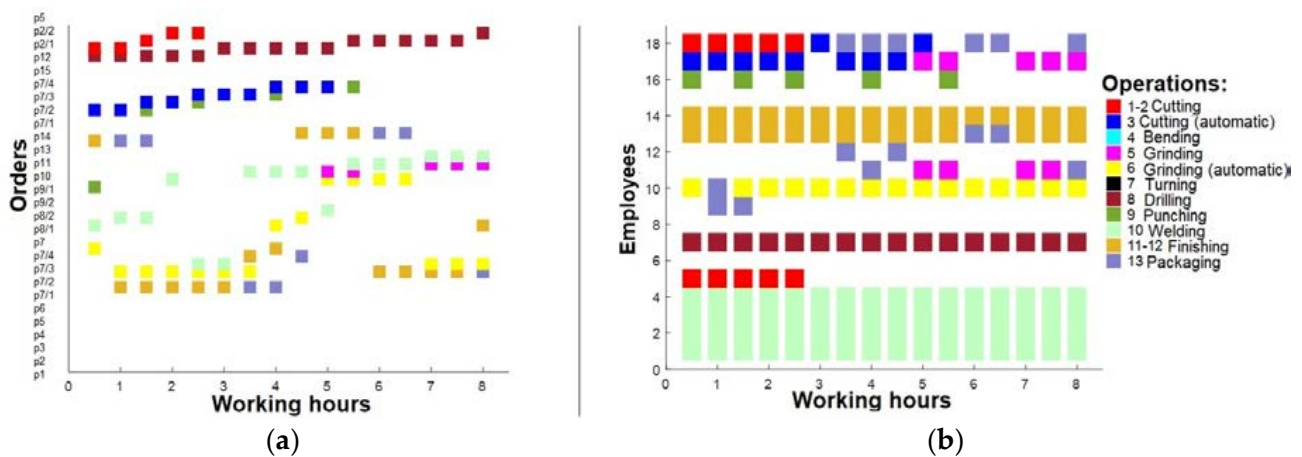 p5
p2/2
p2/1
p12
p15
p7/4
p7/3
p7/2
p7/1
p14
p13
p11
p10
p9/1
p9/2
p8/2
p8/1
p7
p7/4
p7/3
p7/2
p7/1
p6
p5
p4
p3
p2
p1
Orders
0 1 2 3 4 5 6 7 8
Working hours
(a)
18
16
14
12
10
8
6
4
2
0
Employees
0 1 2 3 4 5 6 7 8
Working hours
(b)
Operations:
1-2 Cutting
3 Cutting (automatic)
4 Bending
5 Grinding
6 Grinding (automatic)
7 Turning
8 Drilling
9 Punching
10 Welding
11-12 Finishing
13 Packaging